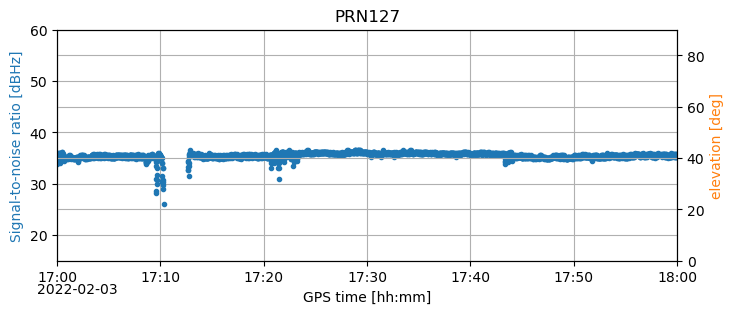 PRN127
Signal-to-noise ratio [dBHz]
60
50
40
30
20
80
60
40
20
0
elevation [deg]
17:00 17:10 17:20 17:30 17:40 17:50 18:00
2022-02-03
GPS time [hh:mm]